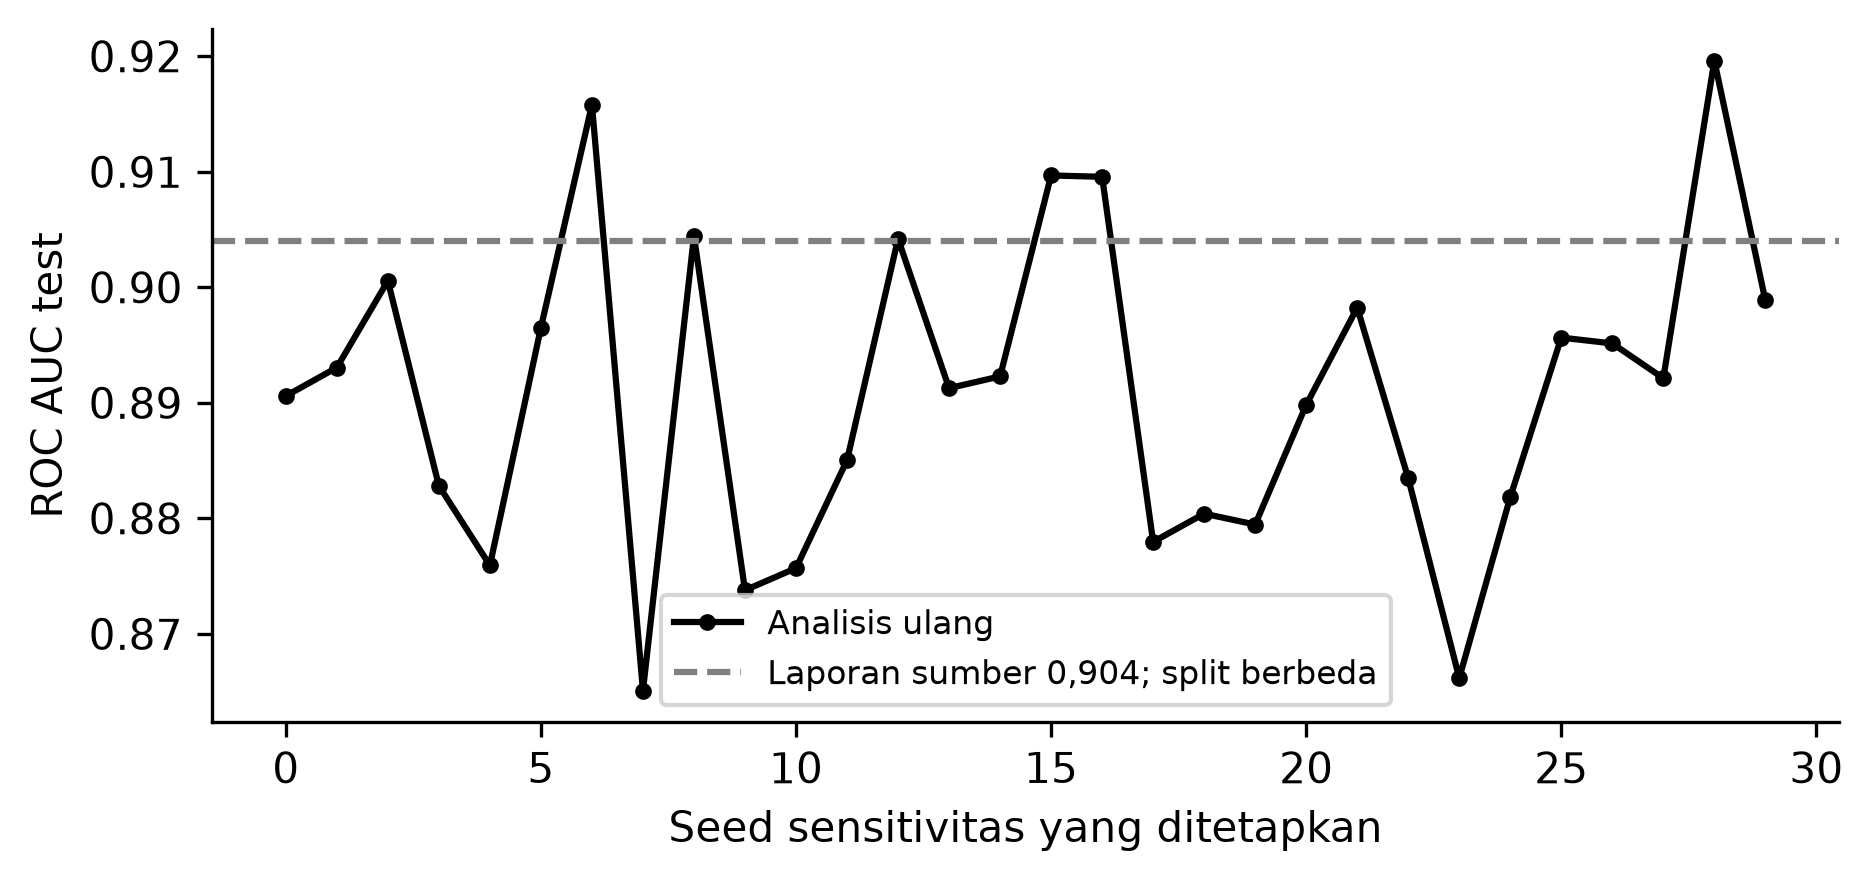 0.92
0.91
0.90
0.89
0.88
0.87
ROC AUC test
Analisis ulang
Laporan sumber 0,904; split berbeda
0 5 10 15 20 25 30
Seed sensitivitas yang ditetapkan